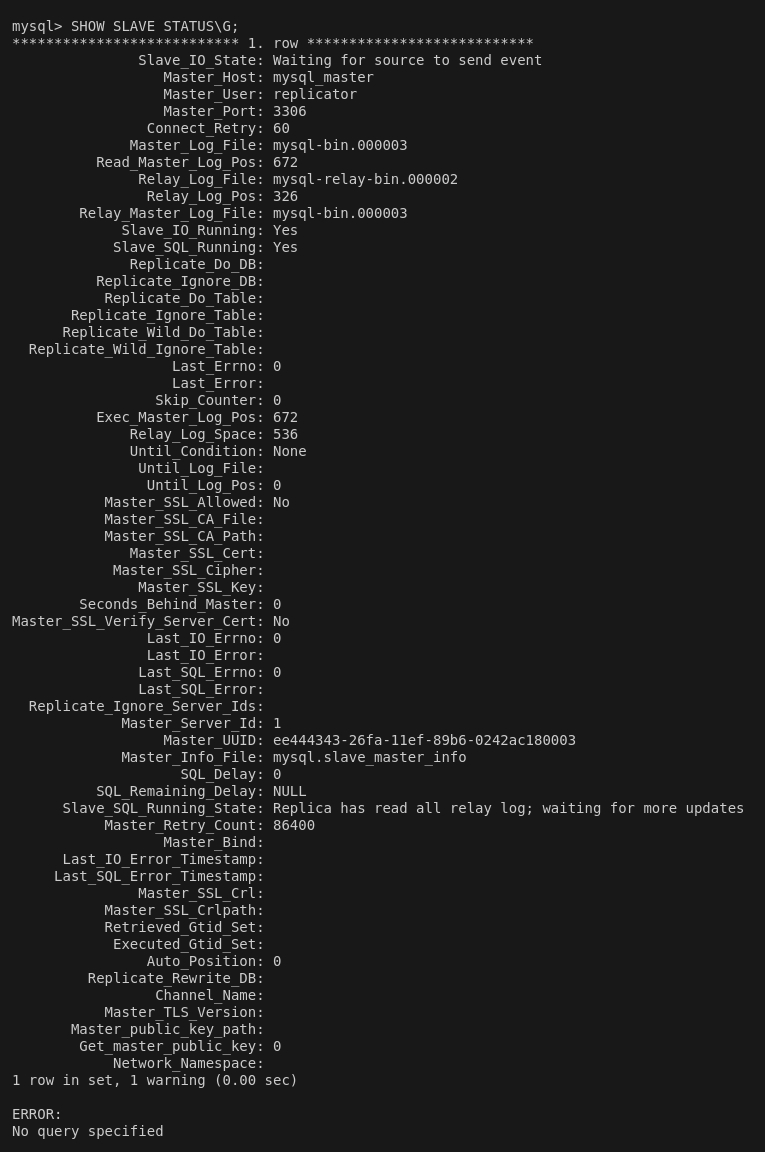 mysql> SHOW SLAVE STATUS\G;
*************************** 1. row ***************************
               Slave_IO_State: Waiting for source to send event
                  Master_Host: mysql_master
                  Master_User: replicator
                  Master_Port: 3306
                Connect_Retry: 60
              Master_Log_File: mysql-bin.000003
          Read_Master_Log_Pos: 672
               Relay_Log_File: mysql-relay-bin.000002
                Relay_Log_Pos: 326
        Relay_Master_Log_File: mysql-bin.000003
             Slave_IO_Running: Yes
            Slave_SQL_Running: Yes
              Replicate_Do_DB:
          Replicate_Ignore_DB:
           Replicate_Do_Table:
       Replicate_Ignore_Table:
      Replicate_Wild_Do_Table:
  Replicate_Wild_Ignore_Table:
                   Last_Errno: 0
                   Last_Error:
                 Skip_Counter: 0
          Exec_Master_Log_Pos: 672
              Relay_Log_Space: 536
              Until_Condition: None
               Until_Log_File:
                Until_Log_Pos: 0
           Master_SSL_Allowed: No
           Master_SSL_CA_File:
           Master_SSL_CA_Path:
              Master_SSL_Cert:
            Master_SSL_Cipher:
               Master_SSL_Key:
        Seconds_Behind_Master: 0
Master_SSL_Verify_Server_Cert: No
                Last_IO_Errno: 0
                Last_IO_Error:
               Last_SQL_Errno: 0
               Last_SQL_Error:
  Replicate_Ignore_Server_Ids:
             Master_Server_Id: 1
                  Master_UUID: ee444343-26fa-11ef-89b6-0242ac180003
             Master_Info_File: mysql.slave_master_info
                    SQL_Delay: 0
          SQL_Remaining_Delay: NULL
      Slave_SQL_Running_State: Replica has read all relay log; waiting for more updates
           Master_Retry_Count: 86400
                  Master_Bind:
      Last_IO_Error_Timestamp:
     Last_SQL_Error_Timestamp:
               Master_SSL_Crl:
           Master_SSL_Crlpath:
           Retrieved_Gtid_Set:
            Executed_Gtid_Set:
                Auto_Position: 0
         Replicate_Rewrite_DB:
                 Channel_Name:
           Master_TLS_Version:
       Master_public_key_path:
        Get_master_public_key: 0
            Network_Namespace:
1 row in set, 1 warning (0.00 sec)

ERROR:
No query specified